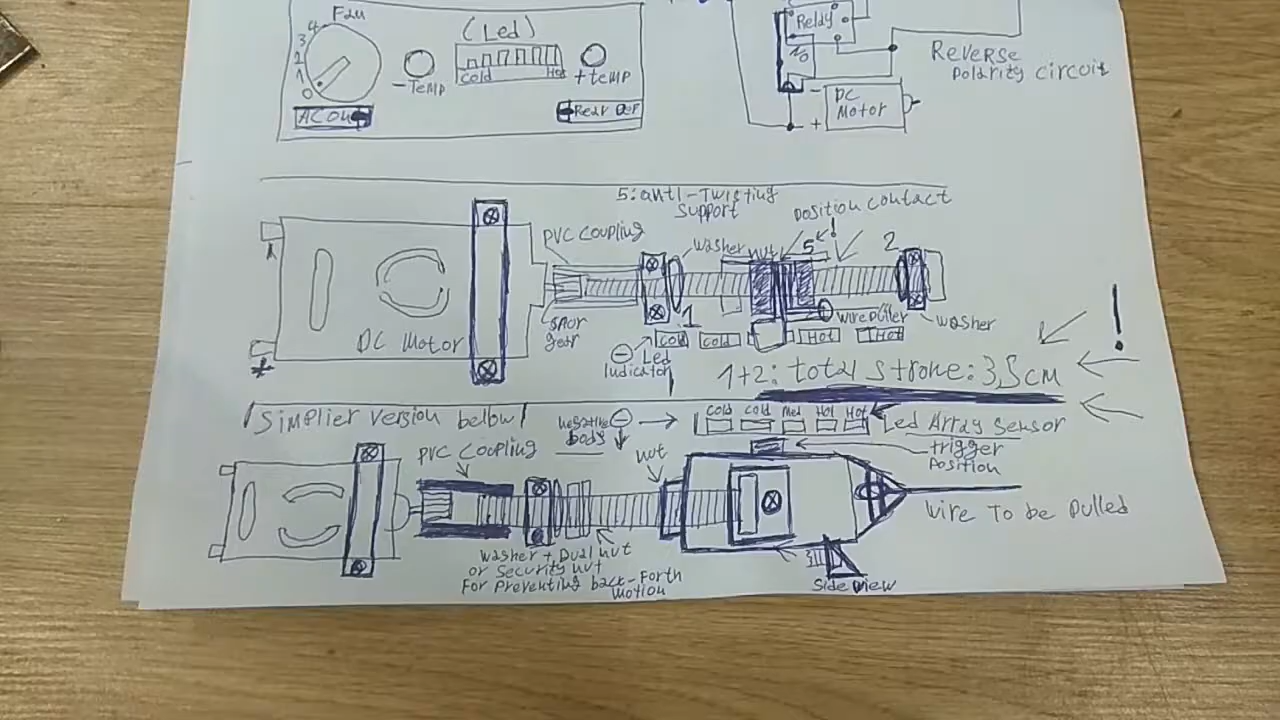 Fan
4
3
2
1
0
(Led)
Cold
Hot
-Temp
+temp
AC On
Rear Def
Relay
NO
Reverse
polarity circuit
DC
Motor
-
+
5: anti-Twisting
Support
position contact
!
PVC Coupling
washer
nut
5
2
DC Motor
spur
gear
1
wire puller
washer
-
Led
Indicator
Cold
Cold
Hot
Hot
!
1+2: total stroke: 3,5cm
Simplier version bellow
negative
body
-
Cold
Cold
Med
Hot
Hot
Led Array sensor
trigger
position
PVC Coupling
nut
Wire To be pulled
washer + Dual nut
or Security nut
For preventing back-Forth
motion
Side view